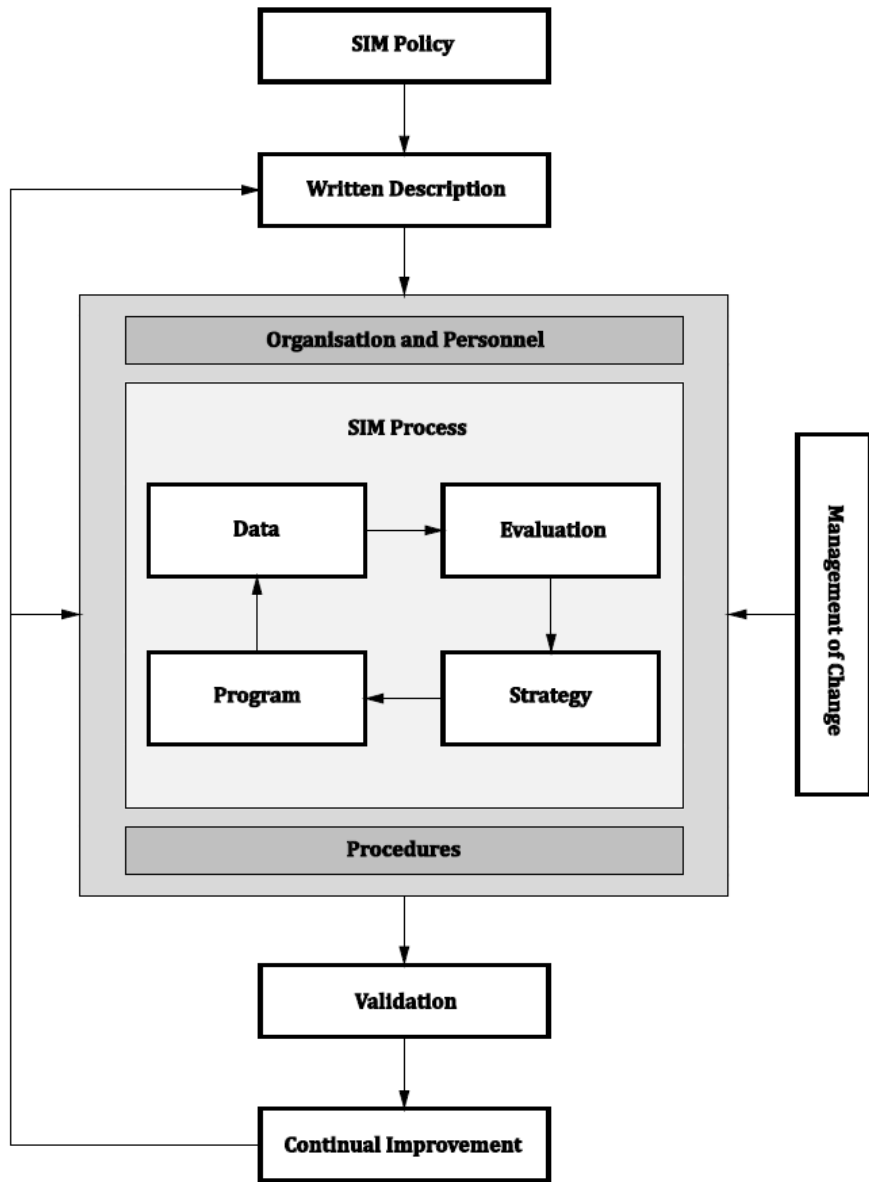 SIM Policy
Written Description
Organisation and Personnel
SIM Process
Data
Evaluation
Program
Strategy
Management of Change
Procedures
Validation
Continual Improvement